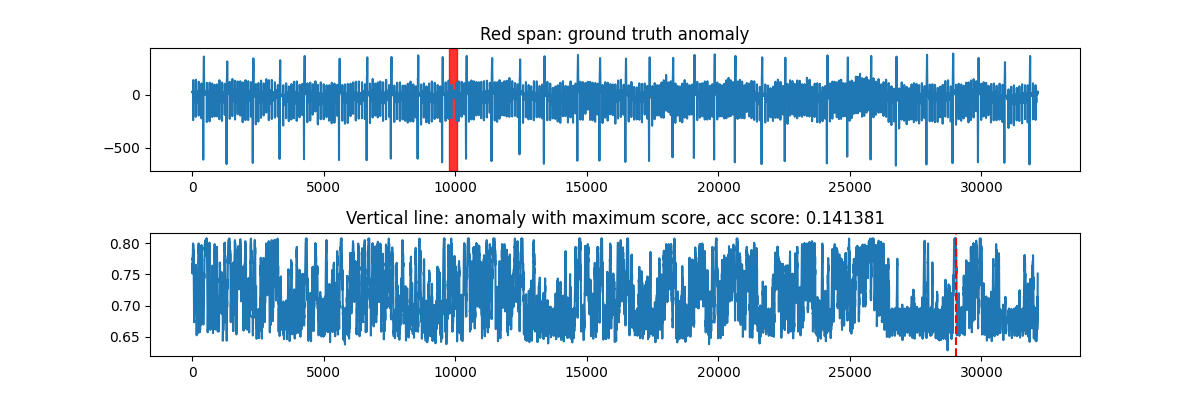 Red span: ground truth anomaly
0
−500
0 5000 10000 15000 20000 25000 30000
Vertical line: anomaly with maximum score, acc score: 0.141381
0.80
0.75
0.70
0.65
0 5000 10000 15000 20000 25000 30000